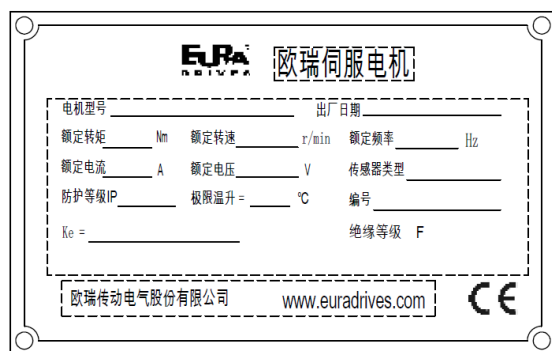 EURA DRIVES 欧瑞伺服电机
电机型号 出厂日期
额定转矩 Nm 额定转速 r/min 额定频率 Hz
额定电流 A 额定电压 V 传感器类型
防护等级IP 极限温升 = ℃ 编号
Ke = 绝缘等级 F
欧瑞传动电气股份有限公司 www.euradrives.com CE